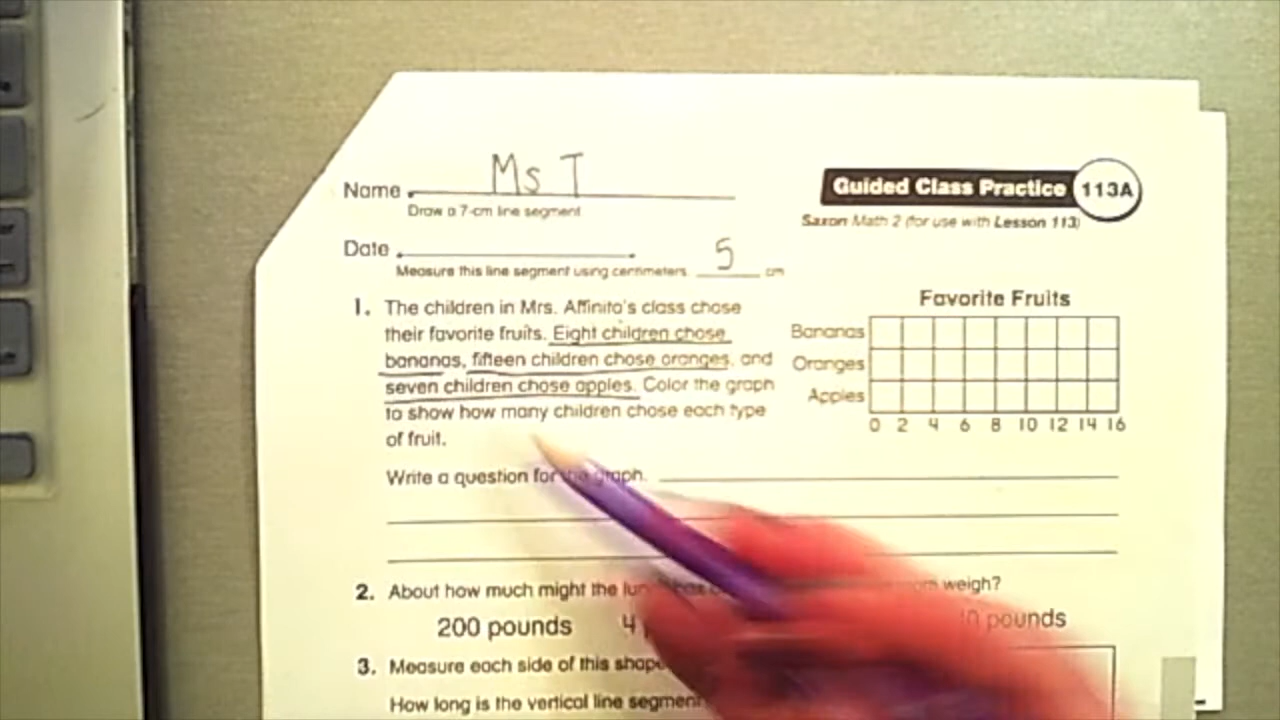 Ms T
Name
Draw a 7-cm line segment
Guided Class Practice 113A
Saxon Math 2 (for use with Lesson 113)
Date
5
Measure this line segment using centimeters. cm
1. The children in Mrs. Affinito's class chose
their favorite fruits. Eight children chose
bananas, fifteen children chose oranges, and
seven children chose apples. Color the graph
to show how many children chose each type
of fruit.
Favorite Fruits
Bananas
Oranges
Apples
0 2 4 6 8 10 12 14 16
Write a question for the graph.
2. About how much might the weigh?
200 pounds 4 pounds
3. Measure each side of this shape
How long is the vertical line segment